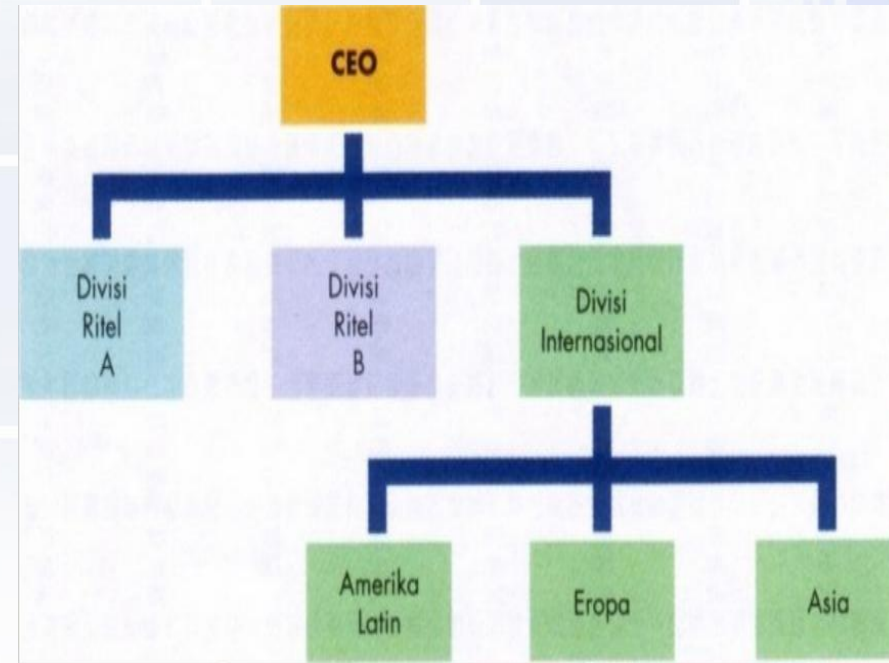 CEO
Divisi
Ritel
A
Divisi
Ritel
B
Divisi
Internasional
Amerika
Latin
Eropa
Asia